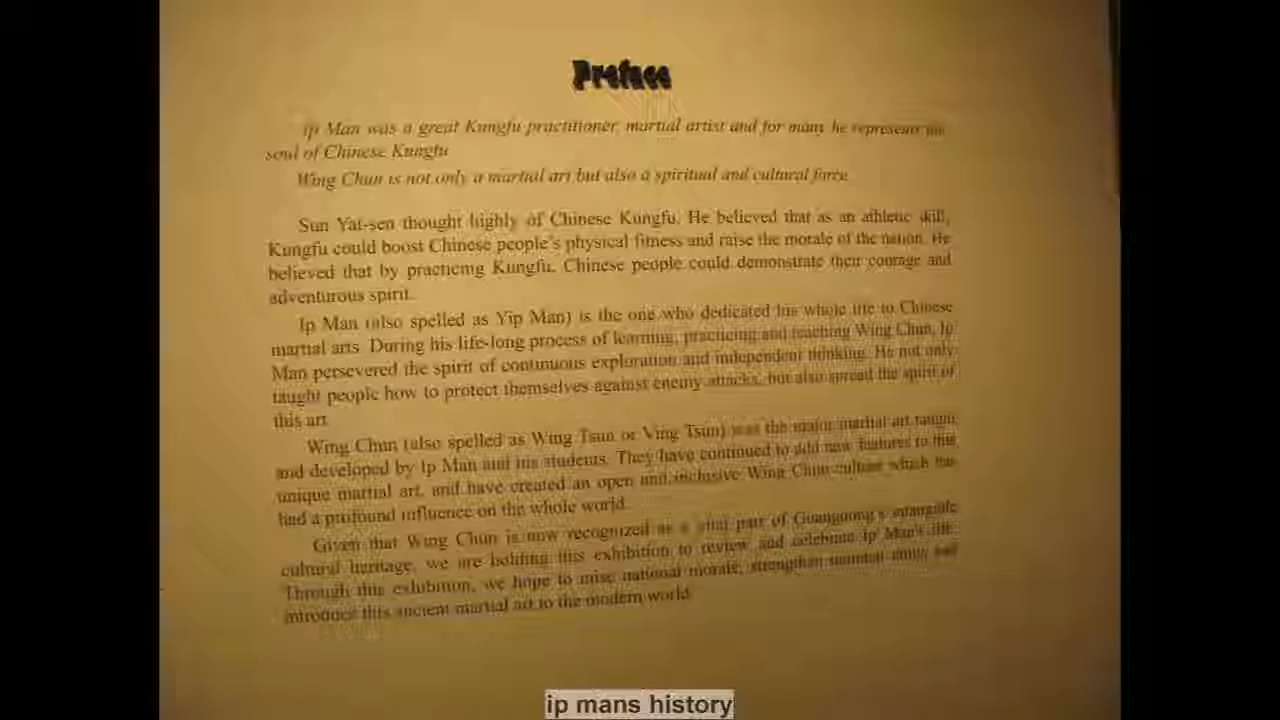 Preface
Ip Man was a great Kungfu practitioner, martial artist and for many he represents the
soul of Chinese Kungfu
Wing Chun is not only a martial art but also a spiritual and cultural force
Sun Yat-sen thought highly of Chinese Kungfu. He believed that as an athletic skill,
Kungfu could boost Chinese people's physical fitness and raise the morale of the nation. He
believed that by practicing Kungfu, Chinese people could demonstrate their courage and
adventurous spirit.
Ip Man (also spelled as Yip Man) is the one who dedicated his whole life to Chinese
martial arts. During his life-long process of learning, practicing and teaching Wing Chun, Ip
Man persevered the spirit of continuous exploration and independent thinking. He not only
taught people how to protect themselves against enemy attacks, but also spread the spirit of
this art
Wing Chun (also spelled as Wing Tsun or Ving Tsun) was the major martial art taught
and developed by Ip Man and his students. They have continued to add new features to this
unique martial art, and have created an open and inclusive Wing Chun culture which has
had a profound influence on the whole world.
Given that Wing Chun is now recognized as a vital part of Guangdong's intangible
cultural heritage, we are holding this exhibition to review and celebrate Ip Man's life.
Through this exhibition, we hope to raise national morale, strengthen national unity and
introduce this ancient martial art to the modern world.
ip mans history